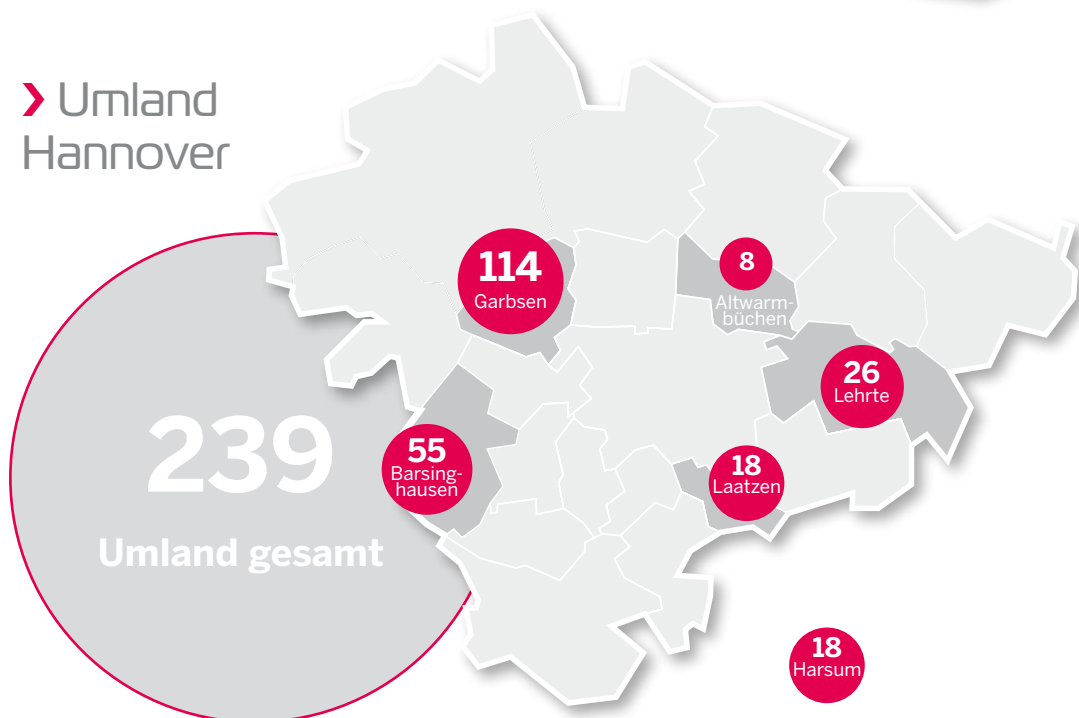 › Umland
Hannover
114
Garbsen
8
Altwarm-
büchen
26
Lehrte
239
Umland gesamt
55
Barsing-
hausen
18
Laatzen
18
Harsum